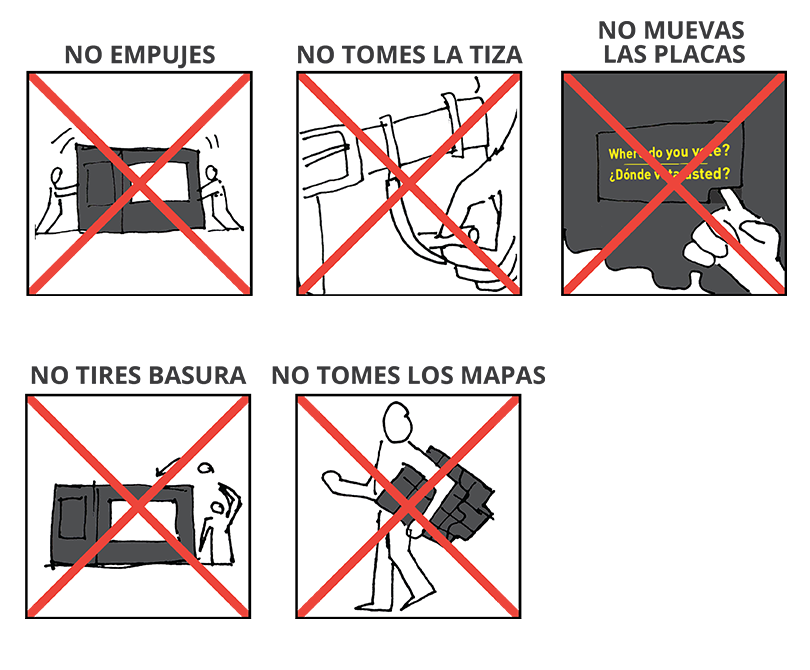 NO EMPUJES
NO TOMES LA TIZA
NO MUEVAS
LAS PLACAS
Where do you vote?
¿Dónde vota usted?
NO TIRES BASURA
NO TOMES LOS MAPAS